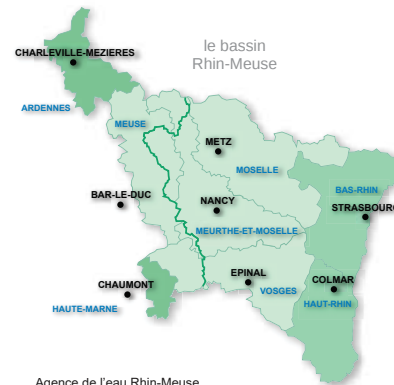 le bassin
Rhin-Meuse
CHARLEVILLE-MEZIERES
ARDENNES
MEUSE
METZ
MOSELLE
BAS-RHIN
BAR-LE-DUC
NANCY
STRASBOURG
MEURTHE-ET-MOSELLE
CHAUMONT
EPINAL
COLMAR
VOSGES
HAUT-RHIN
HAUTE-MARNE
Agence de l'eau Rhin-Meuse